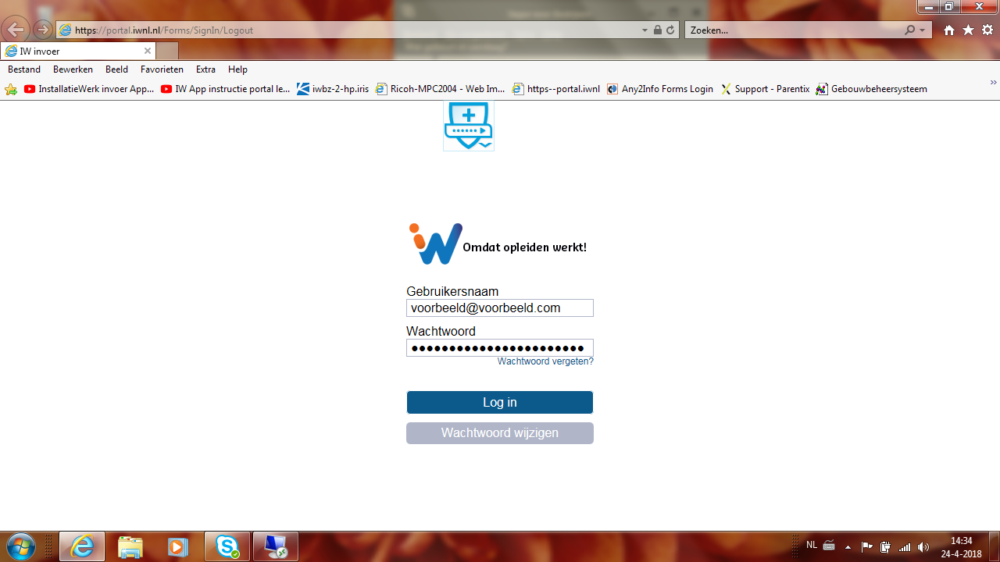 https://portal.iwnl.nl/Forms/SignIn/Logout
Zoeken...
IW invoer
Bestand Bewerken Beeld Favorieten Extra Help
InstallatieWerk invoer App... IW App instructie portal le... iwbz-2-hp.iris Ricoh-MPC2004 - Web Im... https--portal.iwnl Any2Info Forms Login Support - Parentix Gebouwbeheersysteem
iW Omdat opleiden werkt!
Gebruikersnaam
voorbeeld@voorbeeld.com
Wachtwoord
Wachtwoord vergeten?
Log in
Wachtwoord wijzigen
NL
14:34
24-4-2018